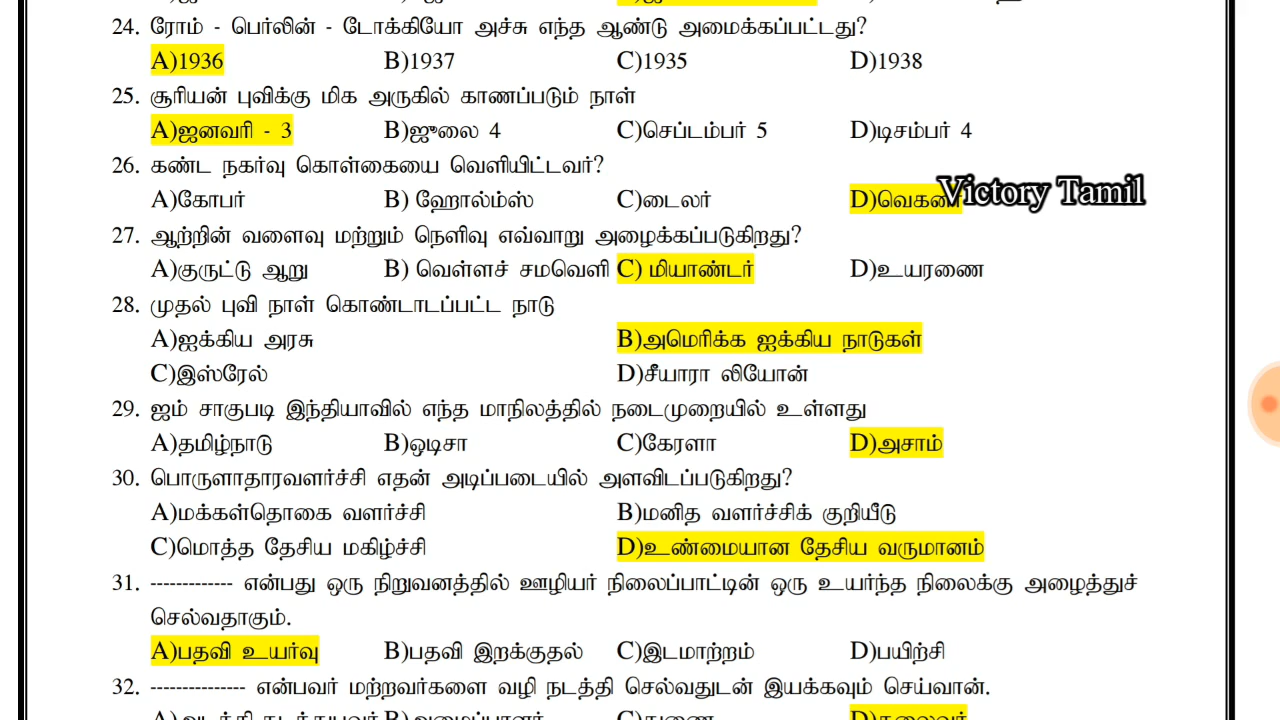 24. ரோம் - பெர்லின் - டோக்கியோ அச்சு எந்த ஆண்டு அமைக்கப்பட்டது?
A)1936 B)1937 C)1935 D)1938
25. சூரியன் புவிக்கு மிக அருகில் காணப்படும் நாள்
A)ஜனவரி - 3 B)ஜுலை 4 C)செப்டம்பர் 5 D)டிசம்பர் 4
26. கண்ட நகர்வு கொள்கையை வெளியிட்டவர்?
A)கோபர் B) ஹோல்ம்ஸ் C)டைலர் D)வெகனர் Victory Tamil
27. ஆற்றின் வளைவு மற்றும் நெளிவு எவ்வாறு அழைக்கப்படுகிறது?
A)குருட்டு ஆறு B) வெள்ளச் சமவெளி C) மியாண்டர் D)உயரணை
28. முதல் புவி நாள் கொண்டாடப்பட்ட நாடு
A)ஐக்கிய அரசு B)அமெரிக்க ஐக்கிய நாடுகள்
C)இஸ்ரேல் D)சீயாரா லியோன்
29. ஜம் சாகுபடி இந்தியாவில் எந்த மாநிலத்தில் நடைமுறையில் உள்ளது
A)தமிழ்நாடு B)ஒடிசா C)கேரளா D)அசாம்
30. பொருளாதாரவளர்ச்சி எதன் அடிப்படையில் அளவிடப்படுகிறது?
A)மக்கள்தொகை வளர்ச்சி B)மனித வளர்ச்சிக் குறியீடு
C)மொத்த தேசிய மகிழ்ச்சி D)உண்மையான தேசிய வருமானம்
31. ------------- என்பது ஒரு நிறுவனத்தில் ஊழியர் நிலைப்பாட்டின் ஒரு உயர்ந்த நிலைக்கு அழைத்துச்
செல்வதாகும்.
A)பதவி உயர்வு B)பதவி இறக்குதல் C)இடமாற்றம் D)பயிற்சி
32. --------------- என்பவர் மற்றவர்களை வழி நடத்தி செல்வதுடன் இயக்கவும் செய்வான்.